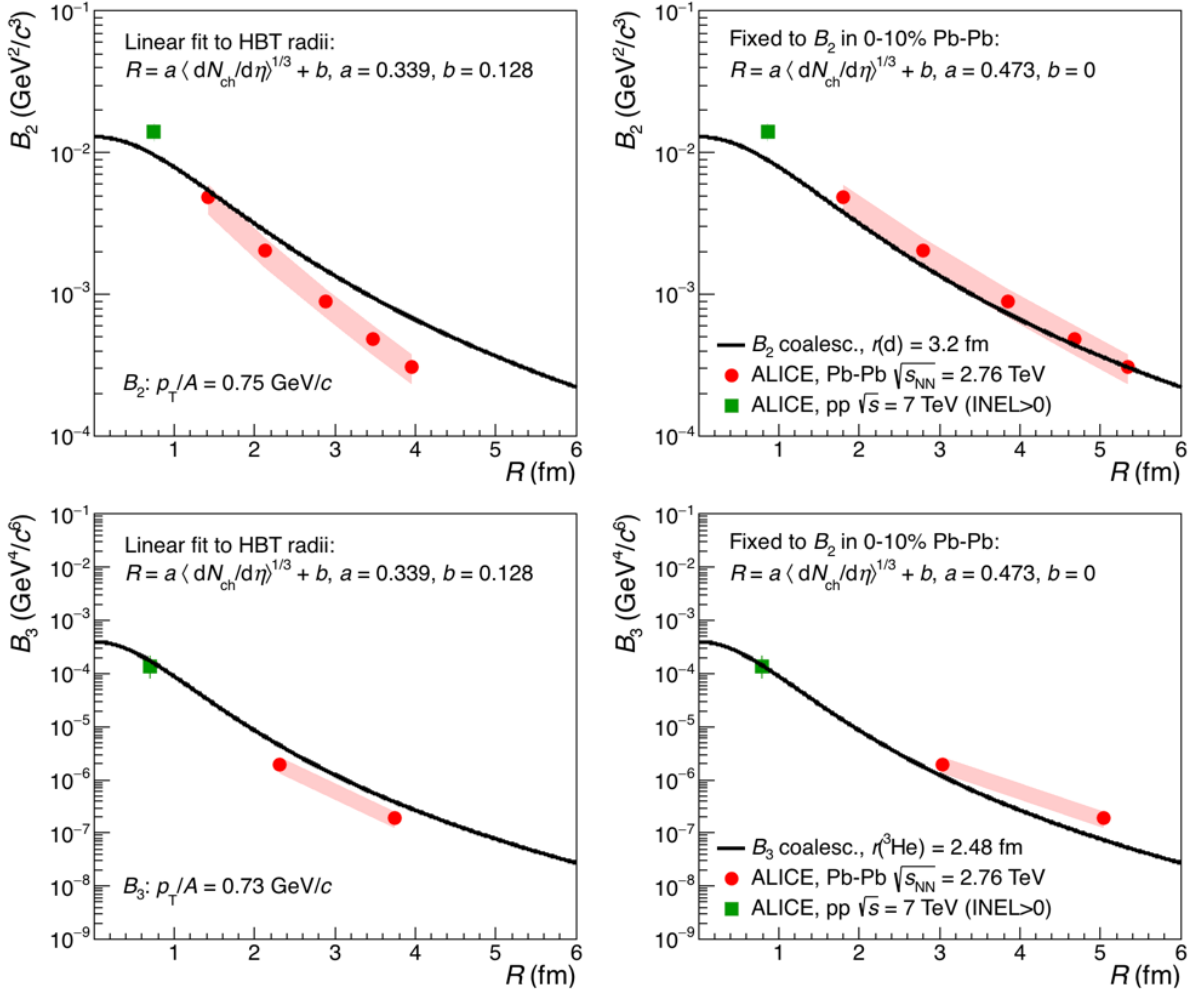 B₂ (GeV²/c³)
10⁻¹
10⁻²
10⁻³
10⁻⁴
Linear fit to HBT radii:
R = a ⟨ dN_ch/dη⟩^1/3 + b, a = 0.339, b = 0.128
B₂: p_T/A = 0.75 GeV/c
1 2 3 4 5 6
R (fm)
B₂ (GeV²/c³)
10⁻¹
10⁻²
10⁻³
10⁻⁴
Fixed to B₂ in 0-10% Pb-Pb:
R = a ⟨ dN_ch/dη⟩^1/3 + b, a = 0.473, b = 0
B₂ coalesc., r(d) = 3.2 fm
ALICE, Pb-Pb √s_NN = 2.76 TeV
ALICE, pp √s = 7 TeV (INEL>0)
1 2 3 4 5 6
R (fm)
B₃ (GeV⁴/c⁶)
10⁻¹
10⁻²
10⁻³
10⁻⁴
10⁻⁵
10⁻⁶
10⁻⁷
10⁻⁸
10⁻⁹
Linear fit to HBT radii:
R = a ⟨ dN_ch/dη⟩^1/3 + b, a = 0.339, b = 0.128
B₃: p_T/A = 0.73 GeV/c
1 2 3 4 5 6
R (fm)
B₃ (GeV⁴/c⁶)
10⁻¹
10⁻²
10⁻³
10⁻⁴
10⁻⁵
10⁻⁶
10⁻⁷
10⁻⁸
10⁻⁹
Fixed to B₂ in 0-10% Pb-Pb:
R = a ⟨ dN_ch/dη⟩^1/3 + b, a = 0.473, b = 0
B₃ coalesc., r(³He) = 2.48 fm
ALICE, Pb-Pb √s_NN = 2.76 TeV
ALICE, pp √s = 7 TeV (INEL>0)
1 2 3 4 5 6
R (fm)